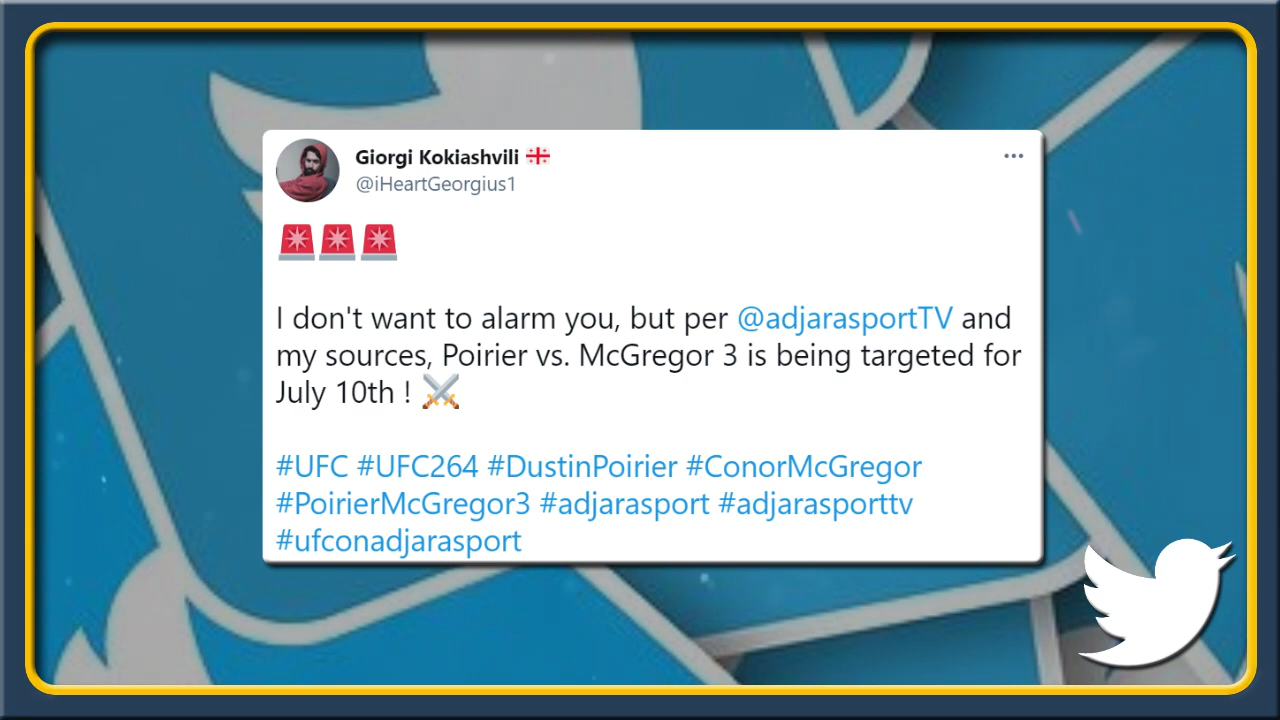 Giorgi Kokiashvili 🇬🇪
@iHeartGeorgius1
🚨🚨🚨
I don't want to alarm you, but per @adjarasportTV and
my sources, Poirier vs. McGregor 3 is being targeted for
July 10th ! ⚔️
#UFC #UFC264 #DustinPoirier #ConorMcGregor
#PoirierMcGregor3 #adjarasport #adjarasporttv
#ufconadjarasport